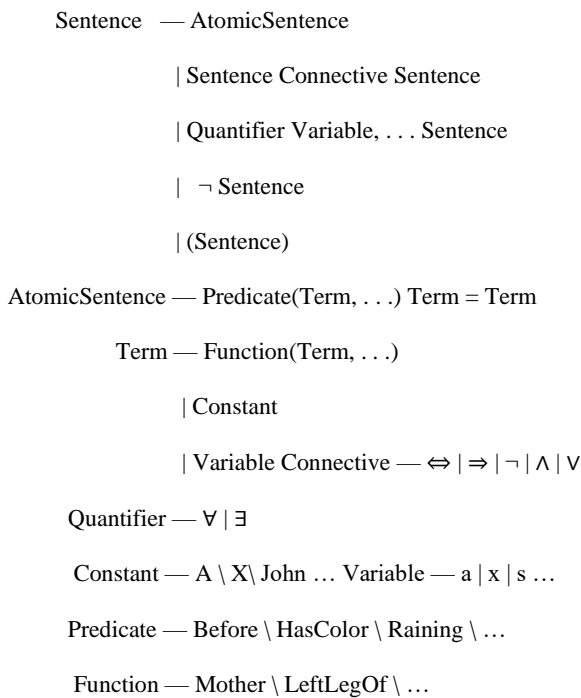 Sentence — AtomicSentence
| Sentence Connective Sentence
| Quantifier Variable, . . . Sentence
| ¬ Sentence
| (Sentence)
AtomicSentence — Predicate(Term, . . .) Term = Term
Term — Function(Term, . . .)
| Constant
| Variable Connective — ⇔ | ⇒ | ¬ | ∧ | ∨
Quantifier — ∀ | ∃
Constant — A \ X\ John … Variable — a | x | s …
Predicate — Before \ HasColor \ Raining \ …
Function — Mother \ LeftLegOf \ …